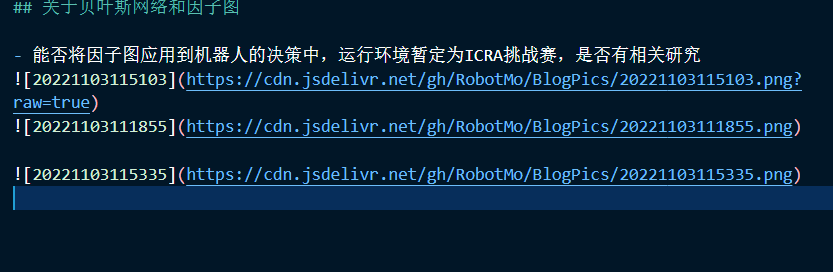 ## 关于贝叶斯网络和因子图
- 能否将因子图应用到机器人的决策中，运行环境暂定为ICRA挑战赛，是否有相关研究
![20221103115103](https://cdn.jsdelivr.net/gh/RobotMo/BlogPics/20221103115103.png?
raw=true)
![20221103111855](https://cdn.jsdelivr.net/gh/RobotMo/BlogPics/20221103111855.png)
![20221103115335](https://cdn.jsdelivr.net/gh/RobotMo/BlogPics/20221103115335.png)